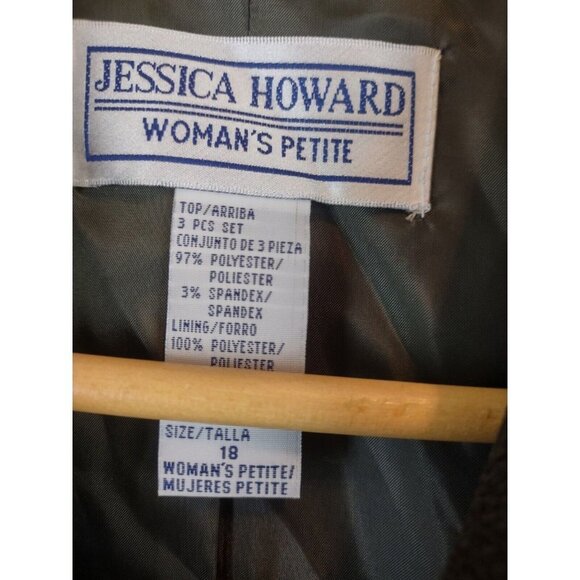 JESSICA HOWARD
WOMAN'S PETITE
TOP/ARRIBA
3 PCS SET
CONJUNTO DE 3 PIEZA
97% POLYESTER/
POLIESTER
3% SPANDEX/
SPANDEX
LINING/FORRO
100% POLYESTER/
POLIESTER
SIZE/TALLA
18
WOMAN'S PETITE/
MUJERES PETITE